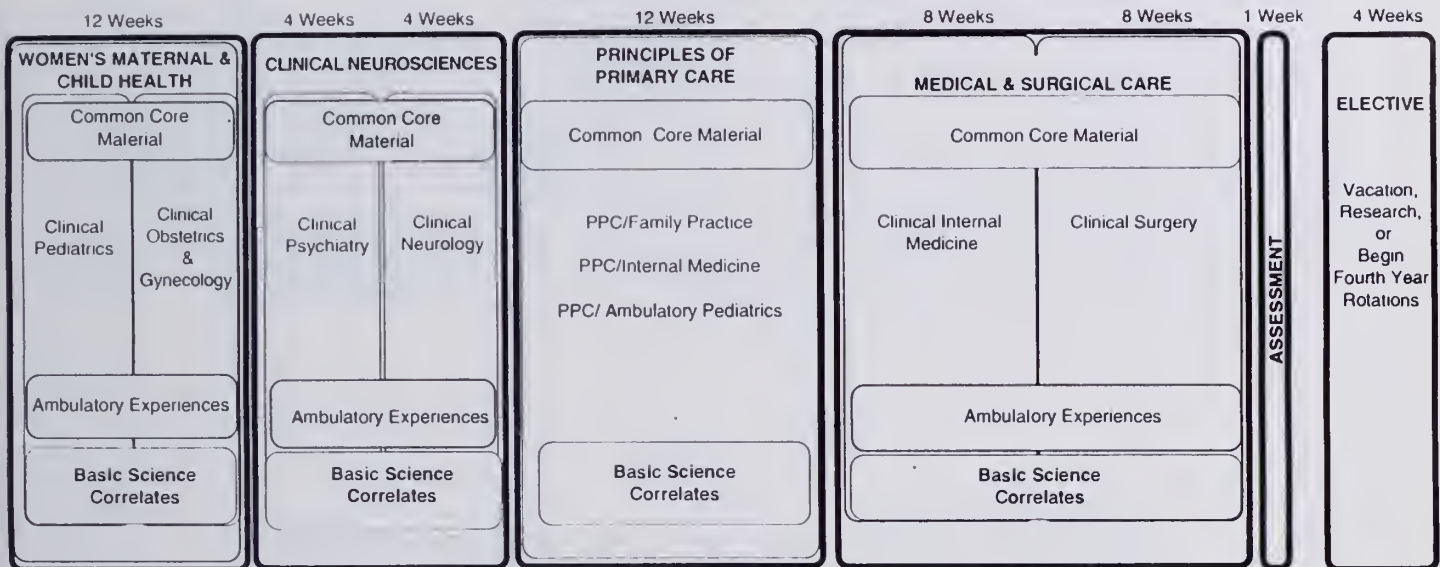 12 Weeks
4 Weeks
4 Weeks
12 Weeks
8 Weeks
8 Weeks
1 Week
4 Weeks
WOMEN'S MATERNAL &
CHILD HEALTH
Common Core
Material
Clinical
Pediatrics
Clinical
Obstetrics
&
Gynecology
Ambulatory Experiences
Basic Science
Correlates
CLINICAL NEUROSCIENCES
Common Core
Material
Clinical
Psychiatry
Clinical
Neurology
Ambulatory Experiences
Basic Science
Correlates
PRINCIPLES OF
PRIMARY CARE
Common Core Material
PPC/Family Practice
PPC/Internal Medicine
PPC/ Ambulatory Pediatrics
Basic Science
Correlates
MEDICAL & SURGICAL CARE
Common Core Material
Clinical Internal
Medicine
Clinical Surgery
Ambulatory Experiences
Basic Science
Correlates
ASSESSMENT
ELECTIVE
Vacation,
Research,
or
Begin
Fourth Year
Rotations